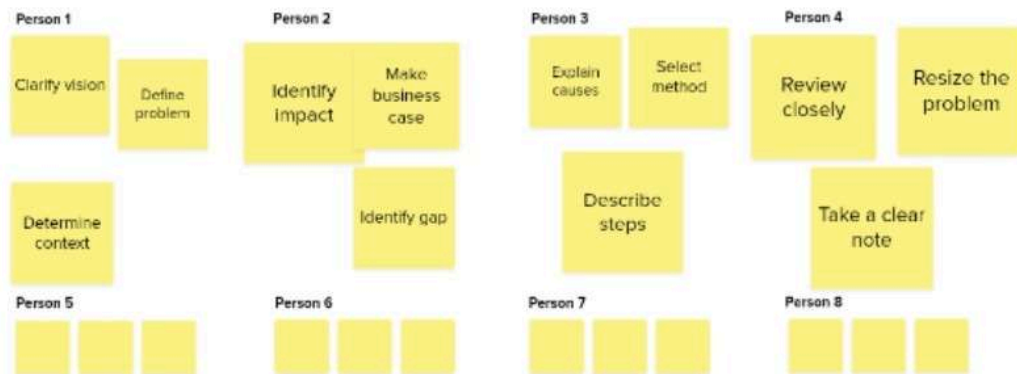 Person 1
Clarify vision
Define
problem
Determine
context
Person 2
Identify
impact
Make
business
case
Identify gap
Person 3
Explain
causes
Select
method
Describe
steps
Person 4
Review
closely
Resize the
problem
Take a clear
note
Person 5
Person 6
Person 7
Person 8